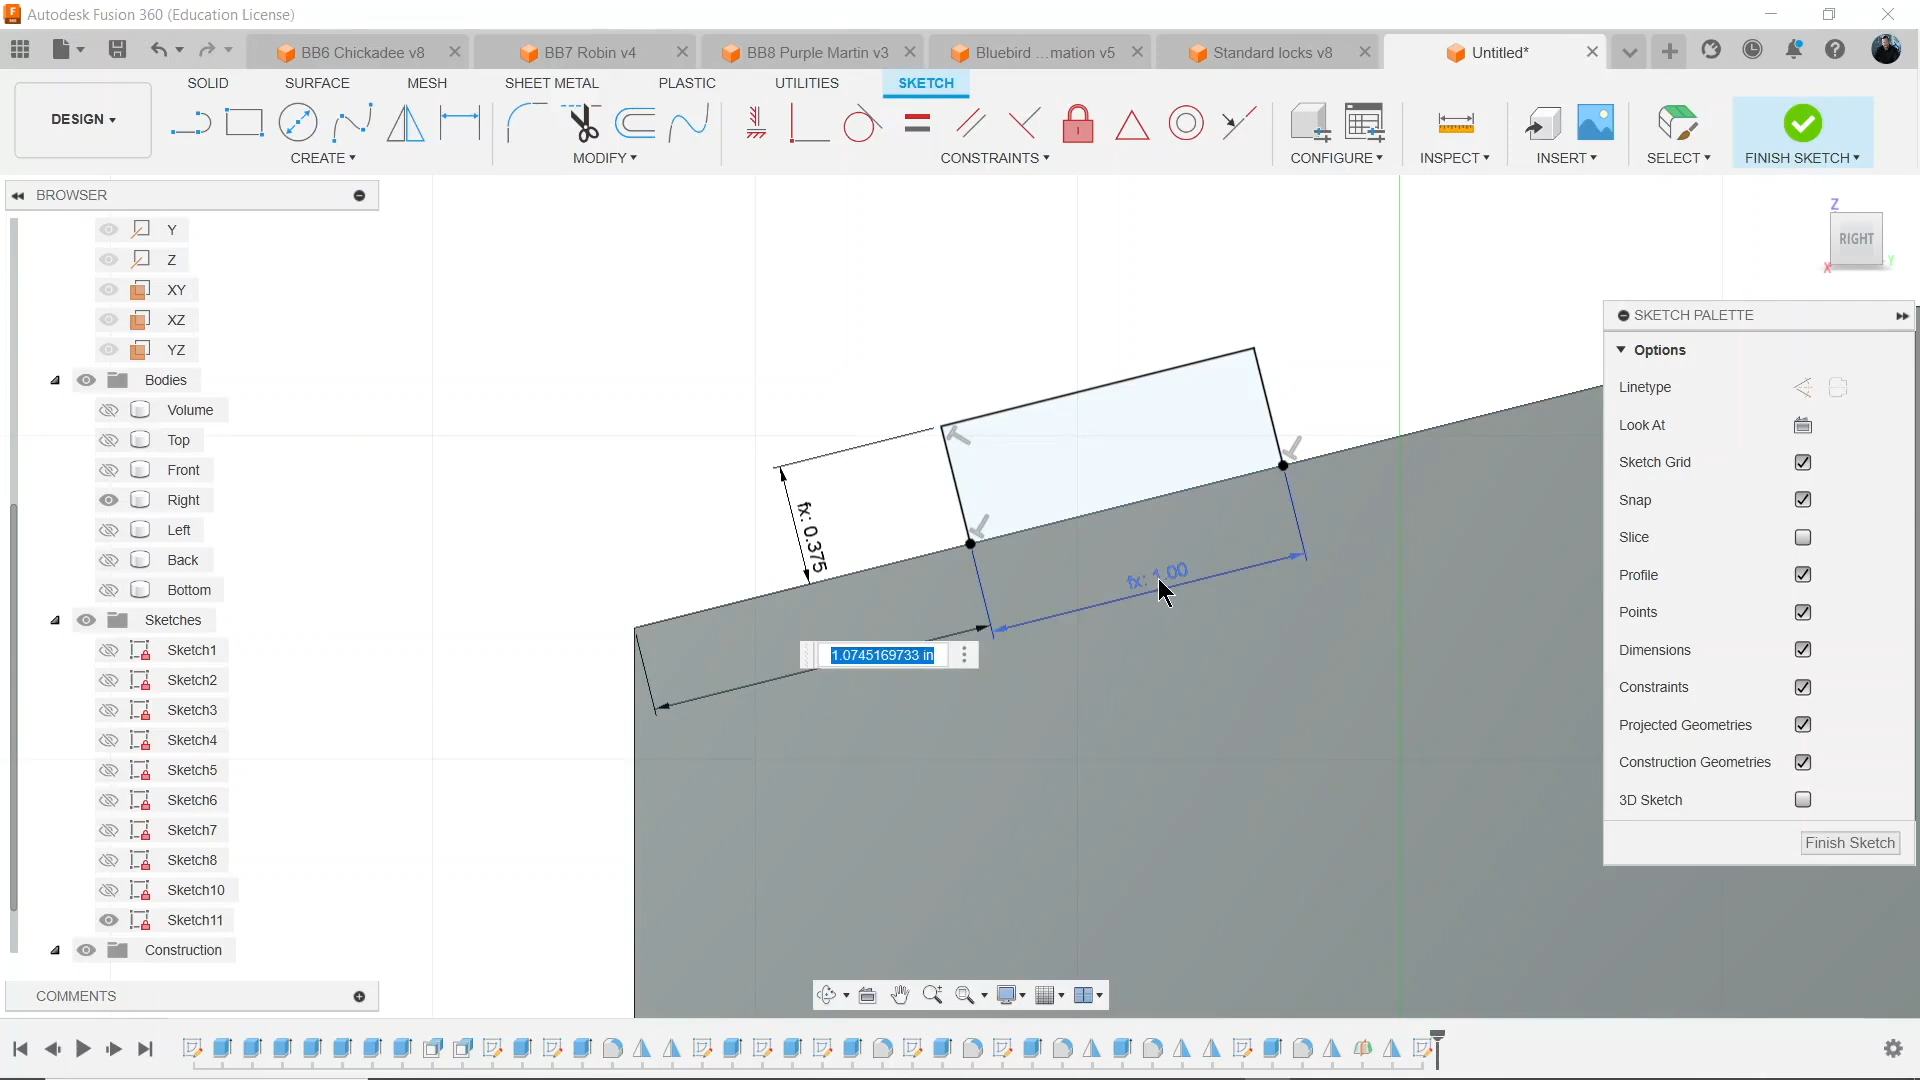 Autodesk Fusion 360 (Education License)
BB6 Chickadee v8
BB7 Robin v4
BB8 Purple Martin v3
Bluebird ...mation v5
Standard locks v8
Untitled*
SOLID
SURFACE
MESH
SHEET METAL
PLASTIC
UTILITIES
SKETCH
DESIGN
CREATE
MODIFY
CONSTRAINTS
CONFIGURE
INSPECT
INSERT
SELECT
FINISH SKETCH
BROWSER
Y
Z
XY
XZ
YZ
Bodies
Volume
Top
Front
Right
Left
Back
Bottom
Sketches
Sketch1
Sketch2
Sketch3
Sketch4
Sketch5
Sketch6
Sketch7
Sketch8
Sketch10
Sketch11
Construction
COMMENTS
fx: 0.375
fx: 1.00
1.0745169733 in
Z
RIGHT
X
Y
SKETCH PALETTE
Options
Linetype
Look At
Sketch Grid
Snap
Slice
Profile
Points
Dimensions
Constraints
Projected Geometries
Construction Geometries
3D Sketch
Finish Sketch